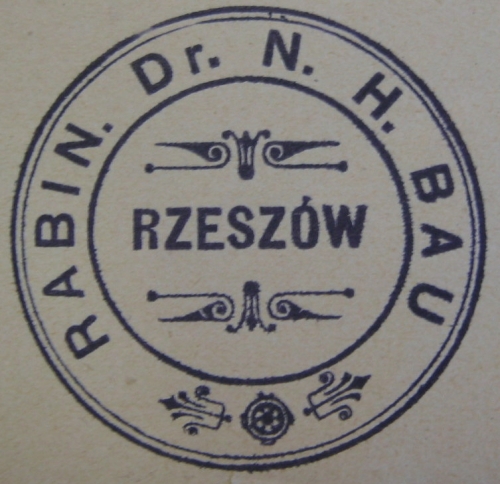 RABIN. Dr. N. H. BAU
RZESZÓW